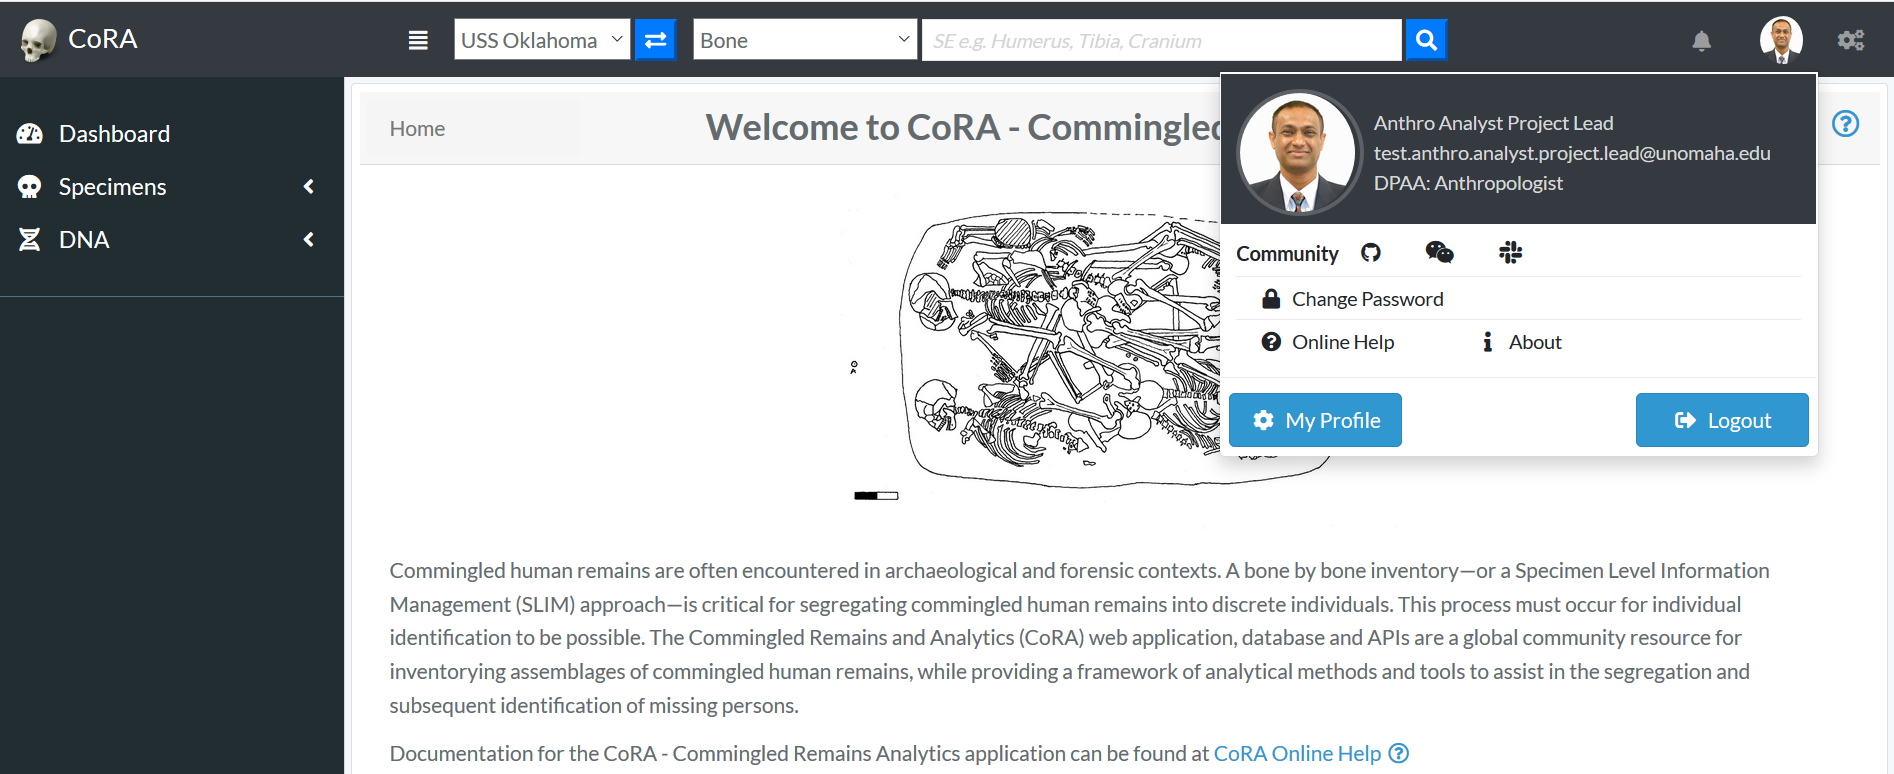 CoRA
USS Oklahoma
Bone
SE e.g. Humerus, Tibia, Cranium
Dashboard
Specimens
DNA
Home
Welcome to CoRA - Commingled
Anthro Analyst Project Lead
test.anthro.analyst.project.lead@unomaha.edu
DPAA: Anthropologist
Community
Change Password
Online Help
About
My Profile
Logout
Commingled human remains are often encountered in archaeological and forensic contexts. A bone by bone inventory—or a Specimen Level Information
Management (SLIM) approach—is critical for segregating commingled human remains into discrete individuals. This process must occur for individual
identification to be possible. The Commingled Remains and Analytics (CoRA) web application, database and APIs are a global community resource for
inventorying assemblages of commingled human remains, while providing a framework of analytical methods and tools to assist in the segregation and
subsequent identification of missing persons.
Documentation for the CoRA - Commingled Remains Analytics application can be found at CoRA Online Help